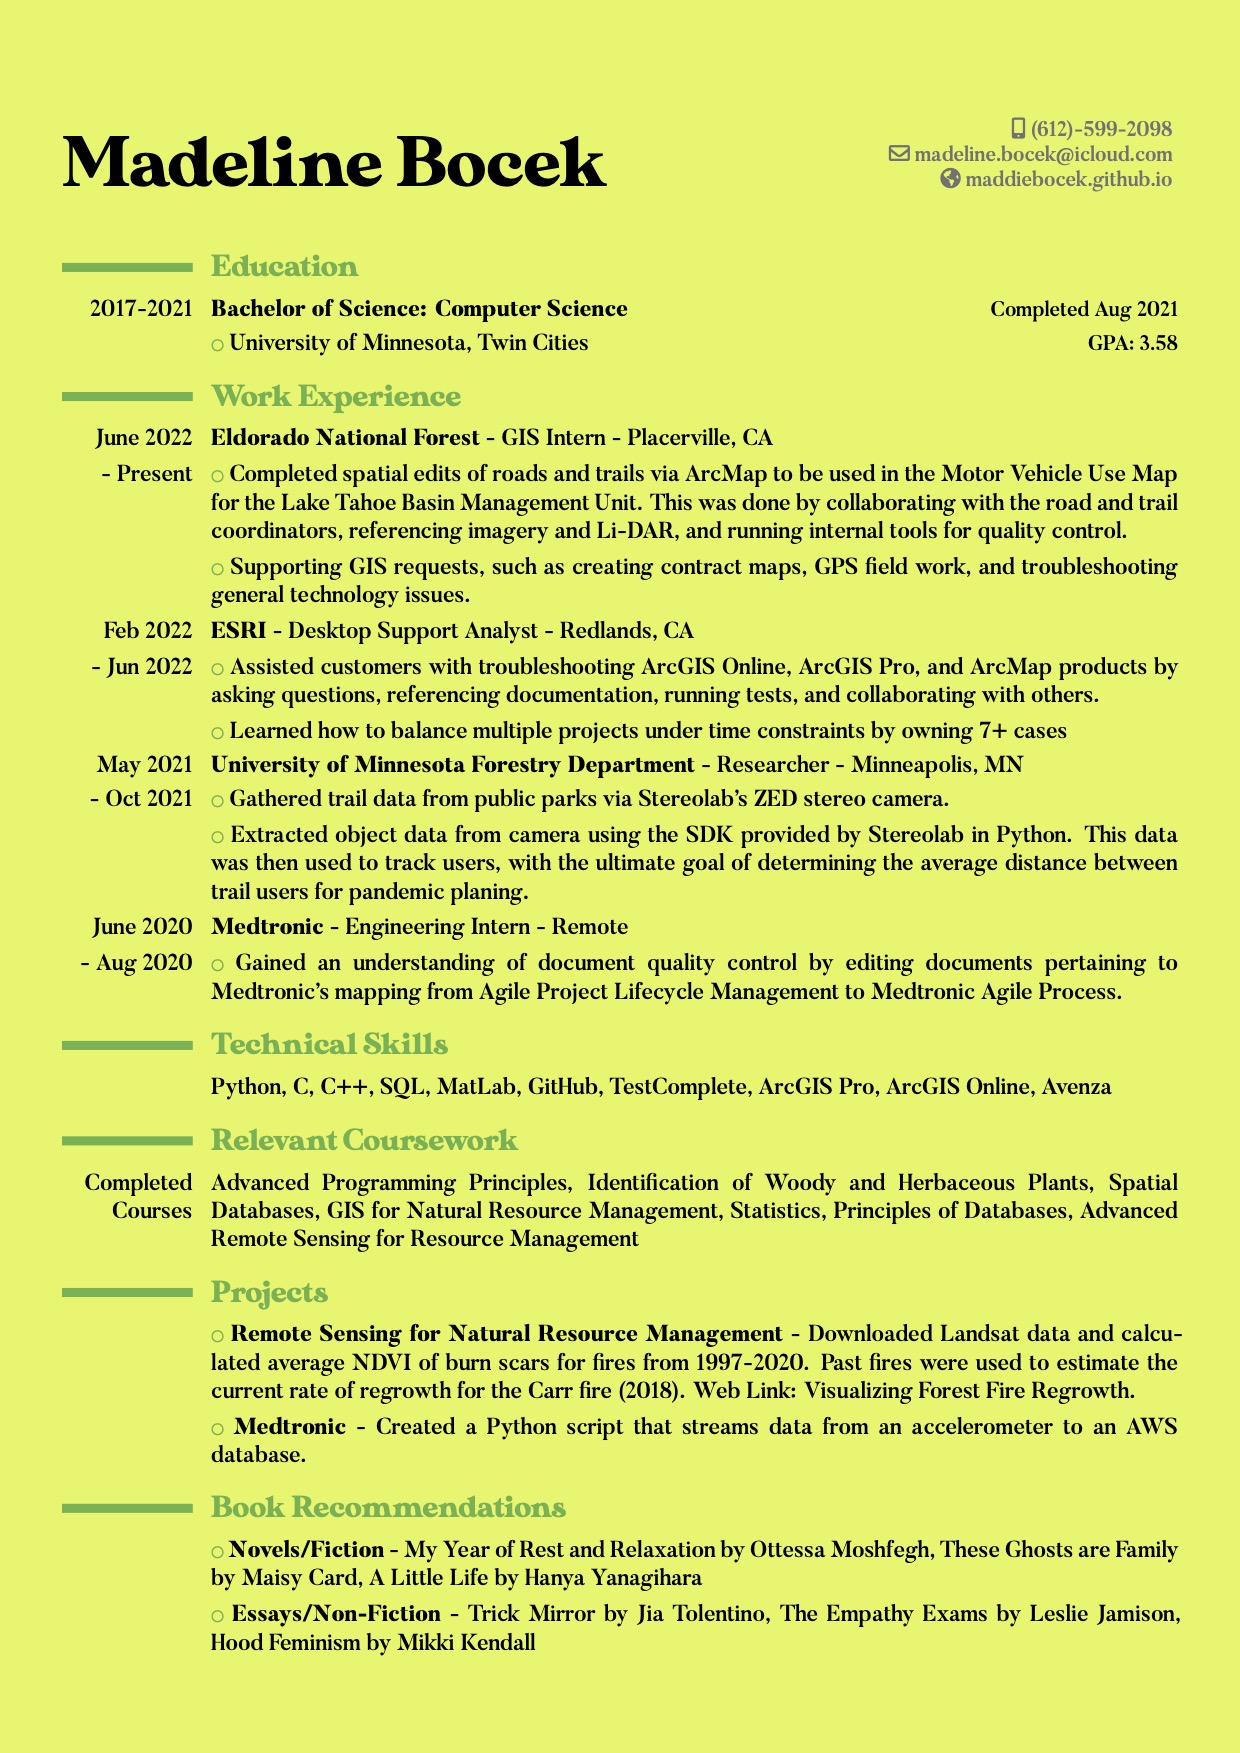 Madeline Bocek
(612)-599-2098
madeline.bocek@icloud.com
maddiebocek.github.io
Education
2017-2021 Bachelor of Science: Computer Science Completed Aug 2021
○ University of Minnesota, Twin Cities GPA: 3.58
Work Experience
June 2022 Eldorado National Forest - GIS Intern - Placerville, CA
- Present ○ Completed spatial edits of roads and trails via ArcMap to be used in the Motor Vehicle Use Map
for the Lake Tahoe Basin Management Unit. This was done by collaborating with the road and trail
coordinators, referencing imagery and Li-DAR, and running internal tools for quality control.
○ Supporting GIS requests, such as creating contract maps, GPS field work, and troubleshooting
general technology issues.
Feb 2022 ESRI - Desktop Support Analyst - Redlands, CA
- Jun 2022 ○ Assisted customers with troubleshooting ArcGIS Online, ArcGIS Pro, and ArcMap products by
asking questions, referencing documentation, running tests, and collaborating with others.
○ Learned how to balance multiple projects under time constraints by owning 7+ cases
May 2021 University of Minnesota Forestry Department - Researcher - Minneapolis, MN
- Oct 2021 ○ Gathered trail data from public parks via Stereolab's ZED stereo camera.
○ Extracted object data from camera using the SDK provided by Stereolab in Python. This data
was then used to track users, with the ultimate goal of determining the average distance between
trail users for pandemic planing.
June 2020 Medtronic - Engineering Intern - Remote
- Aug 2020 ○ Gained an understanding of document quality control by editing documents pertaining to
Medtronic's mapping from Agile Project Lifecycle Management to Medtronic Agile Process.
Technical Skills
Python, C, C++, SQL, MatLab, GitHub, TestComplete, ArcGIS Pro, ArcGIS Online, Avenza
Relevant Coursework
Completed Advanced Programming Principles, Identification of Woody and Herbaceous Plants, Spatial
Courses Databases, GIS for Natural Resource Management, Statistics, Principles of Databases, Advanced
Remote Sensing for Resource Management
Projects
○ Remote Sensing for Natural Resource Management - Downloaded Landsat data and calcu-
lated average NDVI of burn scars for fires from 1997-2020. Past fires were used to estimate the
current rate of regrowth for the Carr fire (2018). Web Link: Visualizing Forest Fire Regrowth.
○ Medtronic - Created a Python script that streams data from an accelerometer to an AWS
database.
Book Recommendations
○ Novels/Fiction - My Year of Rest and Relaxation by Ottessa Moshfegh, These Ghosts are Family
by Maisy Card, A Little Life by Hanya Yanagihara
○ Essays/Non-Fiction - Trick Mirror by Jia Tolentino, The Empathy Exams by Leslie Jamison,
Hood Feminism by Mikki Kendall